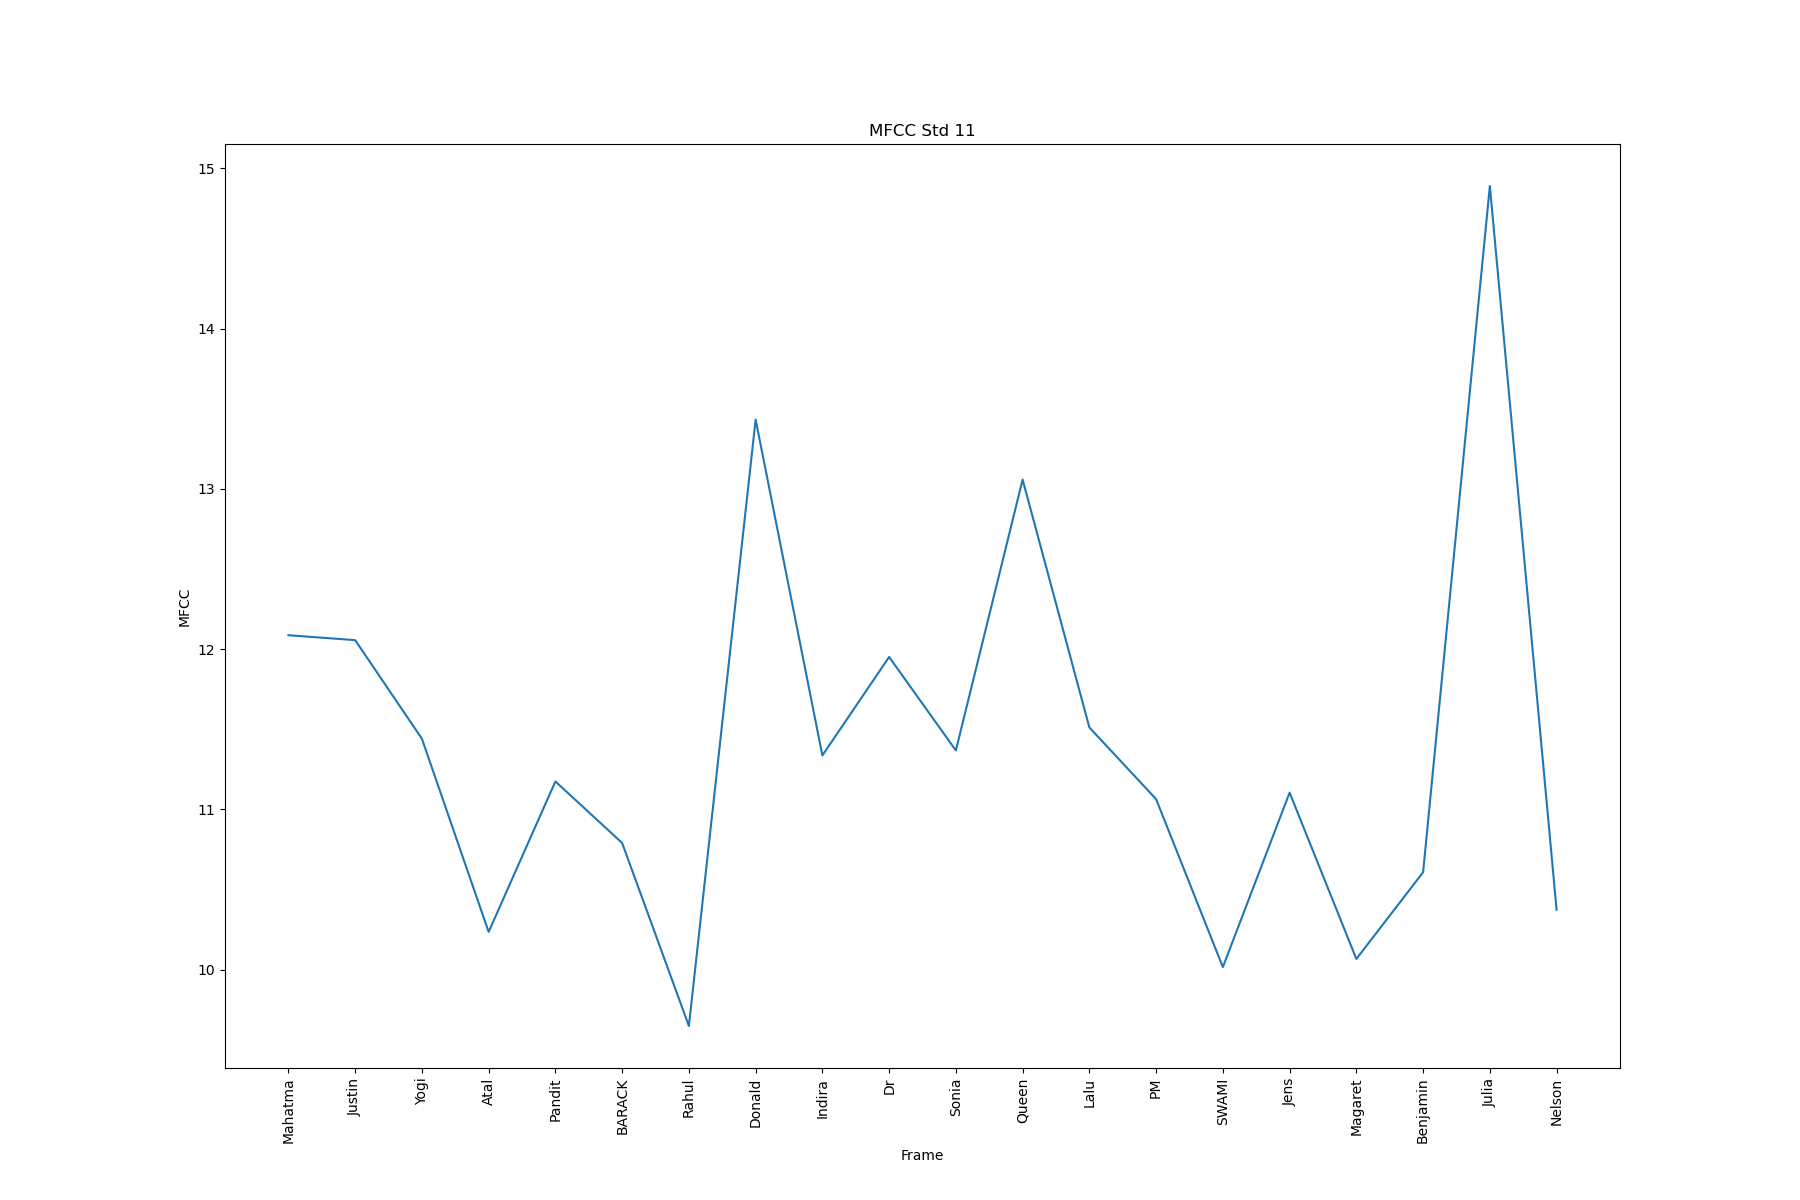 MFCC Std 11
15
14
13
12
11
10
MFCC
Mahatma
Justin
Yogi
Atal
Pandit
BARACK
Rahul
Donald
Indira
Dr
Sonia
Queen
Lalu
PM
SWAMI
Jens
Magaret
Benjamin
Julia
Nelson
Frame